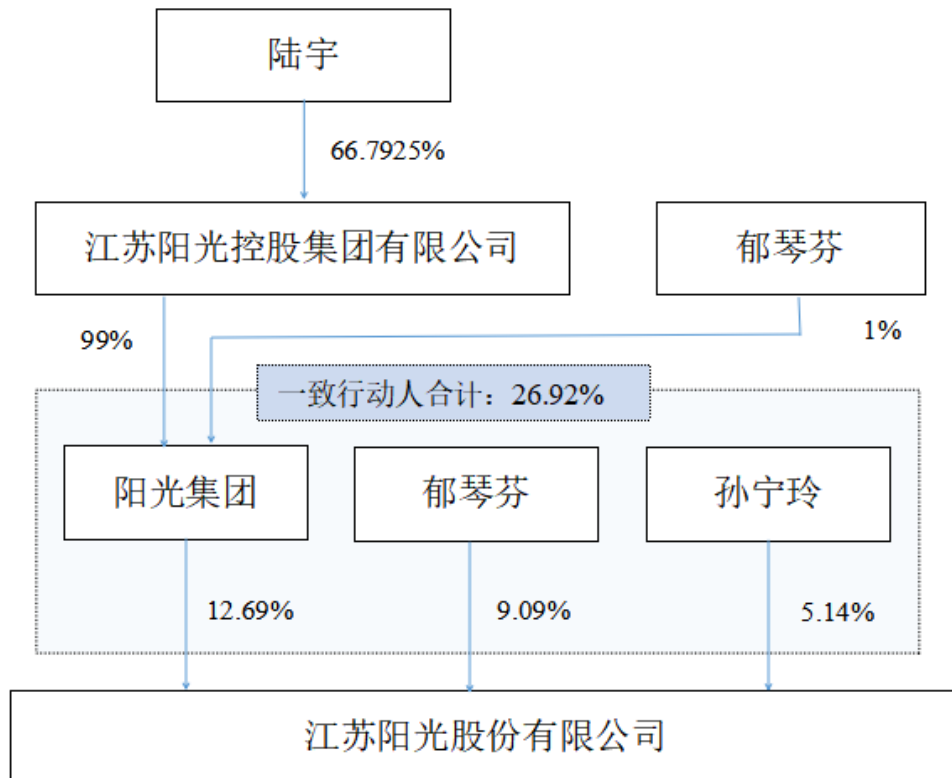 陆宇
66.7925%
江苏阳光控股集团有限公司
郁琴芬
99%
1%
一致行动人合计：26.92%
阳光集团
郁琴芬
孙宁玲
12.69%
9.09%
5.14%
江苏阳光股份有限公司